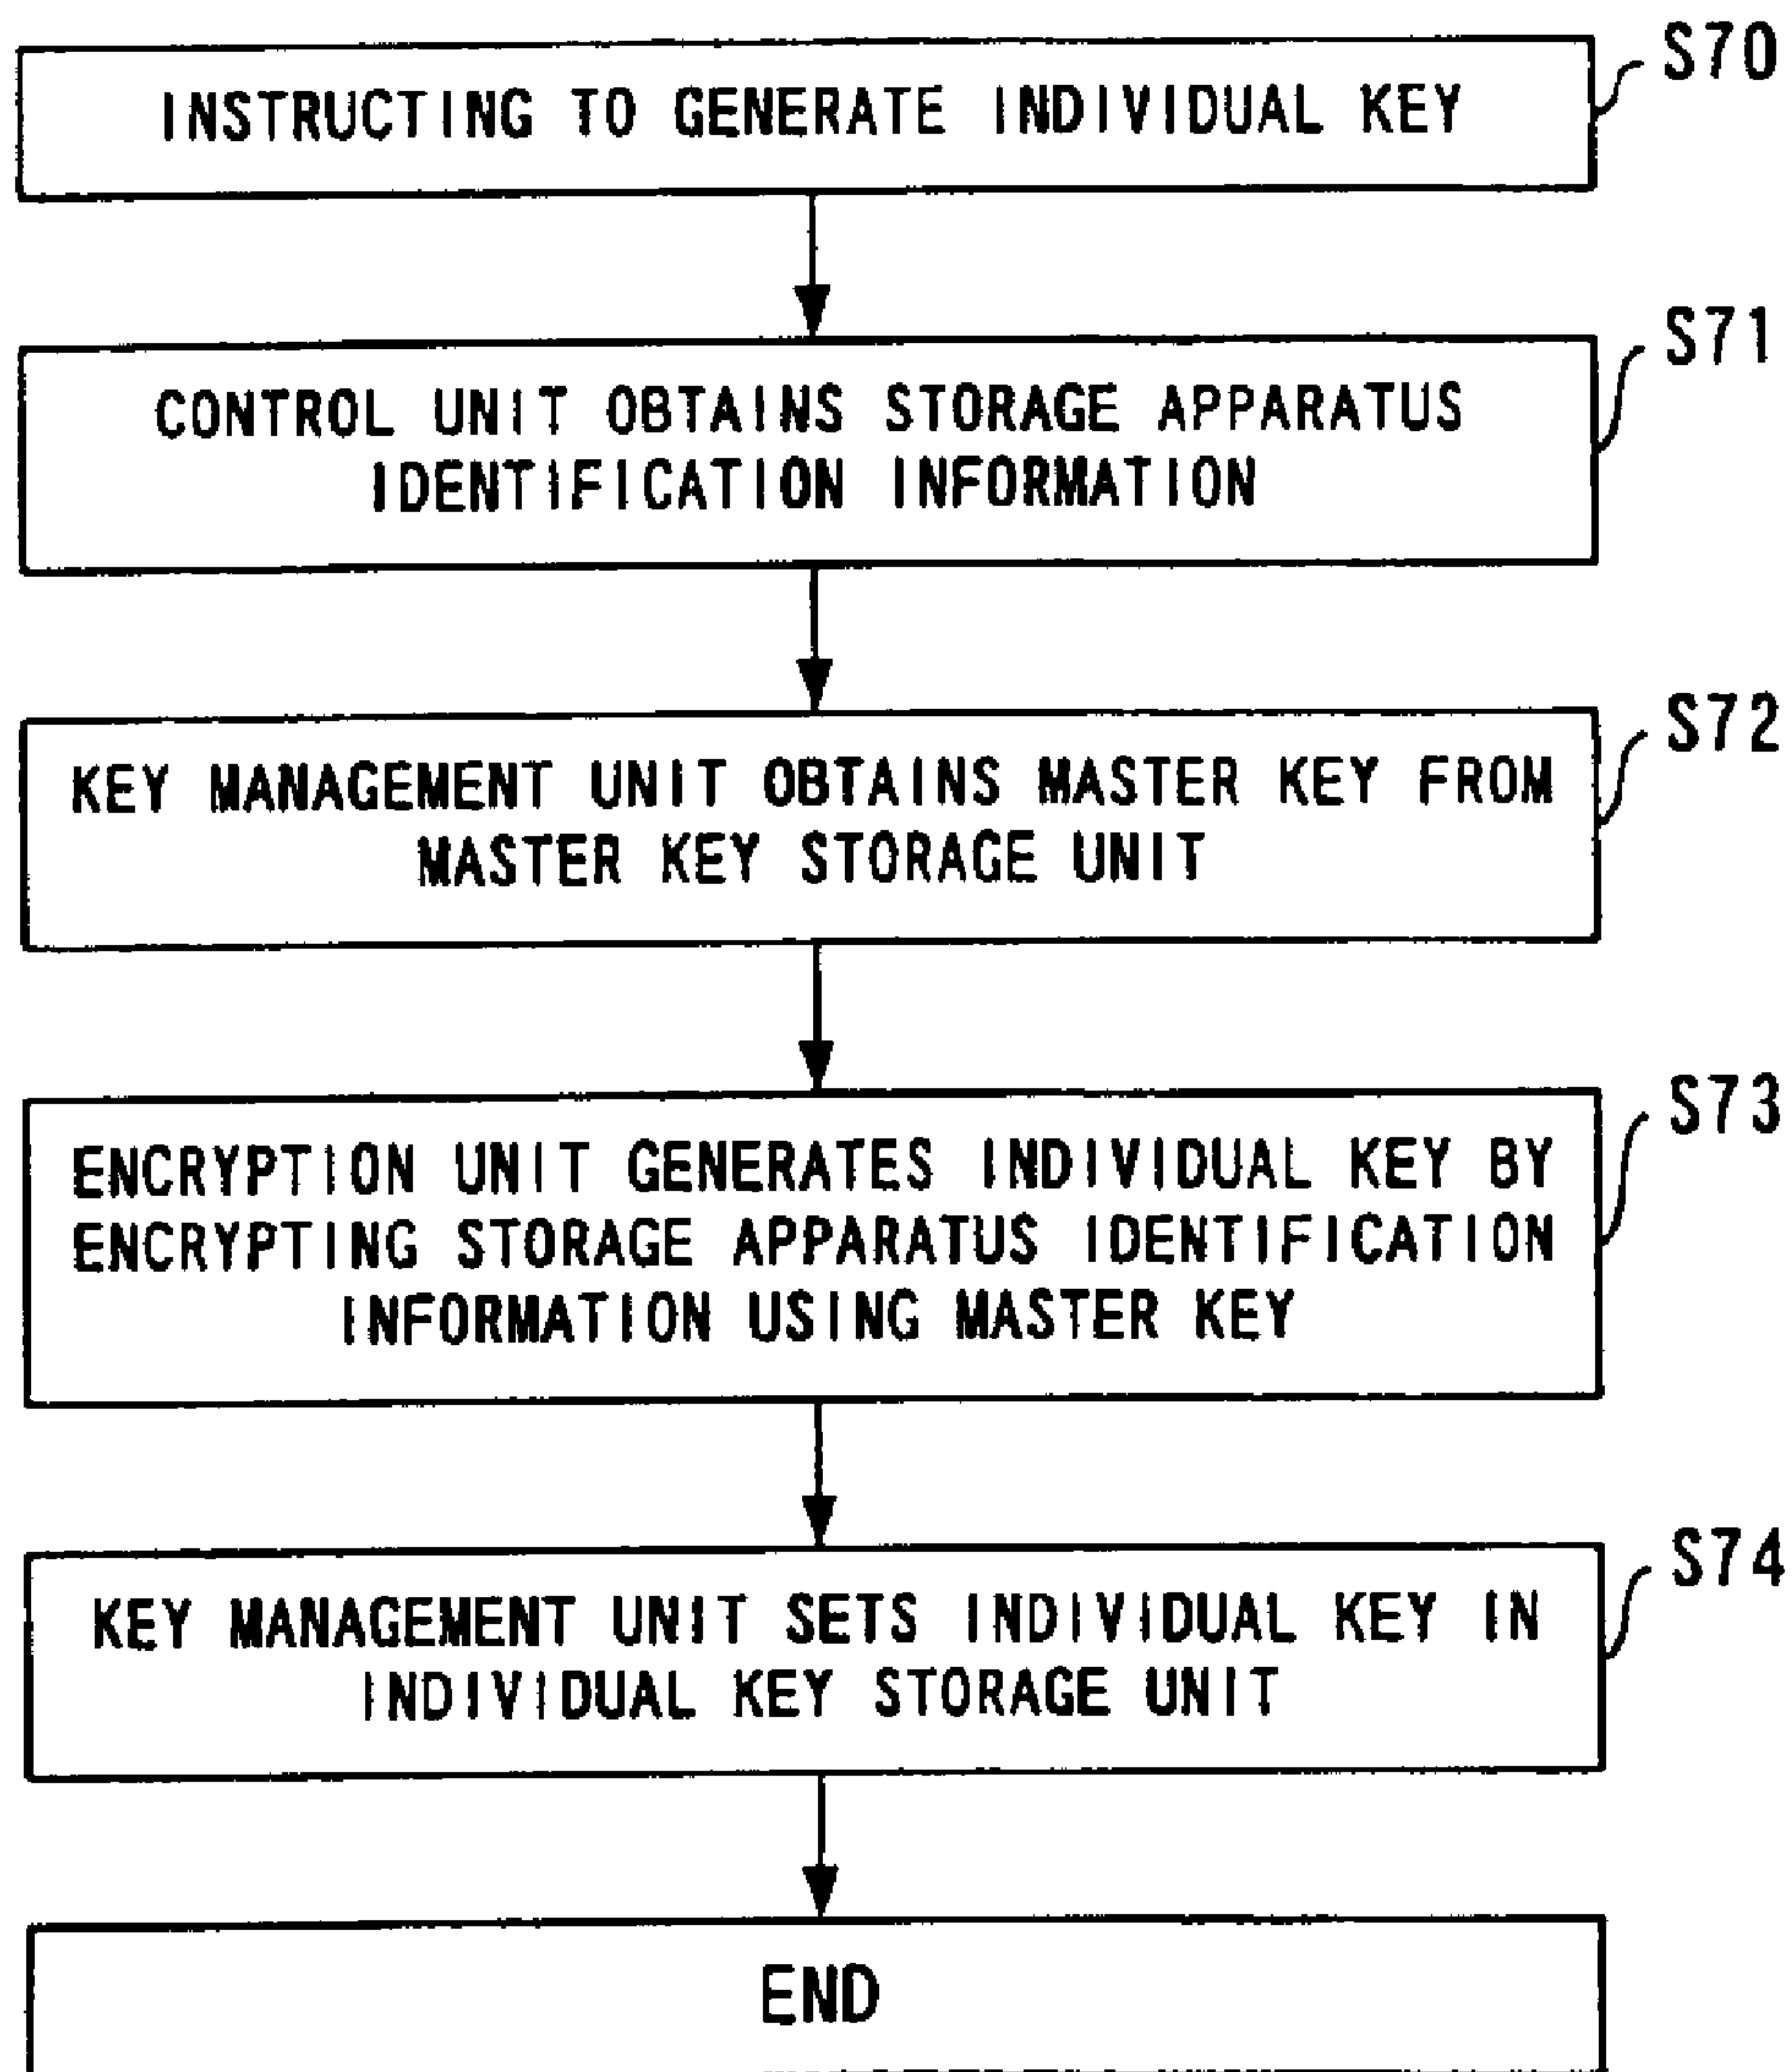 S70
INSTRUCTING TO GENERATE INDIVIDUAL KEY
S71
CONTROL UNIT OBTAINS STORAGE APPARATUS
IDENTIFICATION INFORMATION
S72
KEY MANAGEMENT UNIT OBTAINS MASTER KEY FROM
MASTER KEY STORAGE UNIT
S73
ENCRYPTION UNIT GENERATES INDIVIDUAL KEY BY
ENCRYPTING STORAGE APPARATUS IDENTIFICATION
INFORMATION USING MASTER KEY
S74
KEY MANAGEMENT UNIT SETS INDIVIDUAL KEY IN
INDIVIDUAL KEY STORAGE UNIT
END